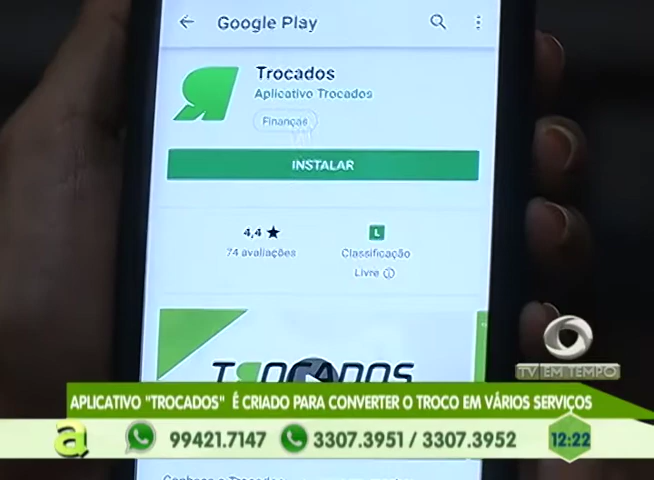 Google Play
Trocados
Aplicativo Trocados
Finanças
INSTALAR
4,4 ★
74 avaliações
L
Classificação
Livre
TROCADOS
TV EM TEMPO
APLICATIVO "TROCADOS" É CRIADO PARA CONVERTER O TROCO EM VÁRIOS SERVIÇOS
a 99421.7147 3307.3951 / 3307.3952 12:22